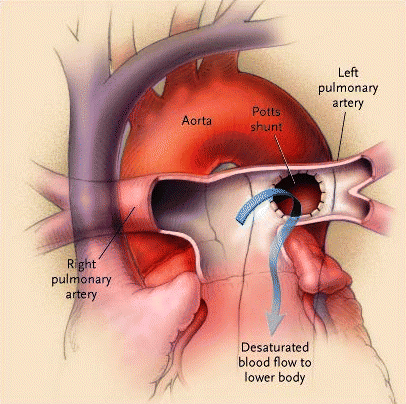 Left
pulmonary
artery
Potts
shunt
Aorta
Right
pulmonary
artery
Desaturated
blood flow to
lower body